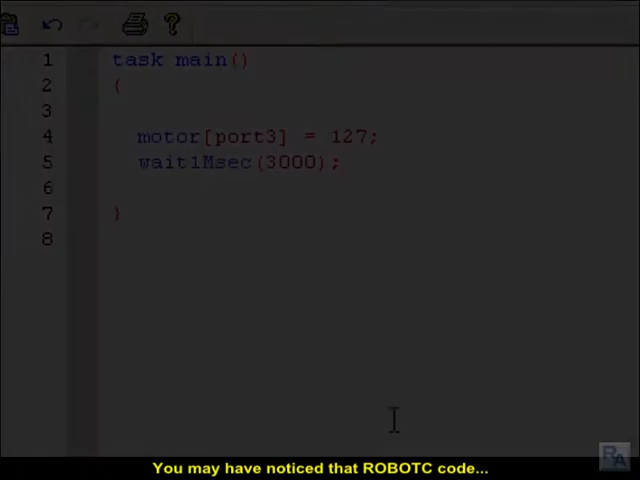 1 task main()
2 {
3
4 motor[port3] = 127;
5 wait1Msec(3000);
6
7 }
8
RA
You may have noticed that ROBOTC code...